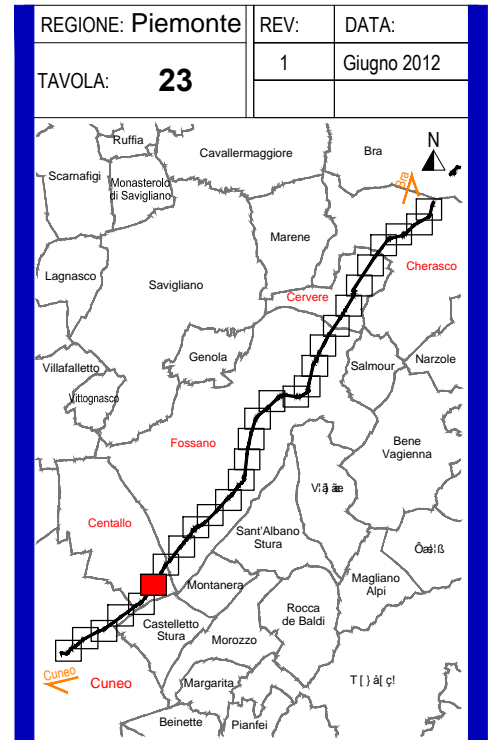 REGIONE: Piemonte
REV:
DATA:
TAVOLA: 23
1
Giugno 2012
Ruffia
Cavallermaggiore
Bra
N
Scarnafigi
Monasterolo
di Savigliano
Bra
Marene
Cherasco
Lagnasco
Savigliano
Cervere
Genola
Villafalletto
Salmour
Narzole
Vittognasco
Fossano
Bene
Vagienna
Centallo
Sant'Albano
Stura
Montanera
Magliano
Alpi
Castelletto
Stura
Rocca
de Baldi
Morozzo
Cuneo
Cuneo
Margarita
Beinette
Pianfei